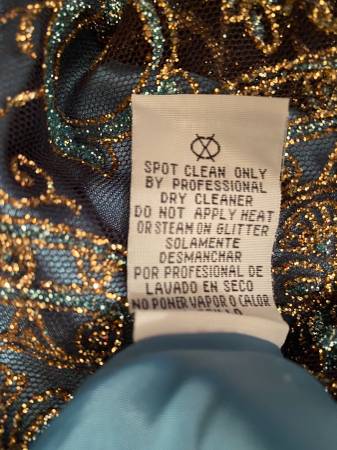 SPOT CLEAN ONLY
BY PROFESSIONAL
DRY CLEANER
DO NOT APPLY HEAT
OR STEAM ON GLITTER
SOLAMENTE
DESMANCHAR
POR PROFESIONAL DE
LAVADO EN SECO
NO PONER VAPOR O CALOR